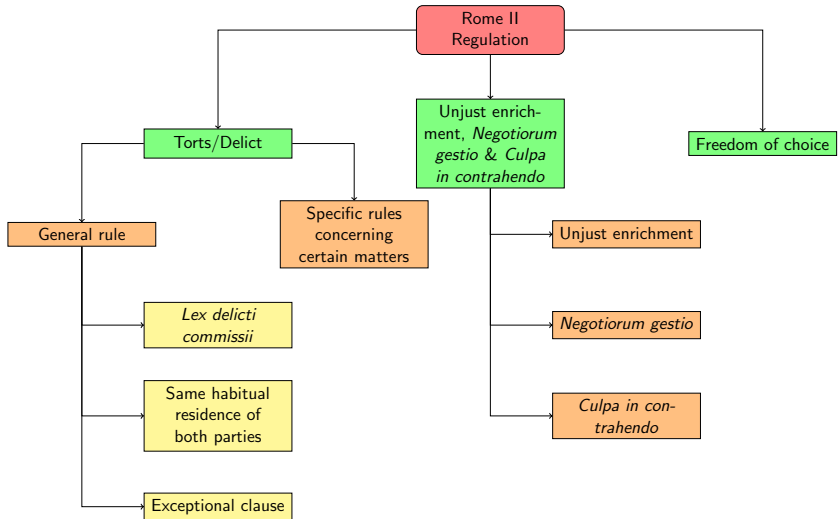 Rome II
Regulation
Torts/Delict
Unjust enrich-
ment, Negotiorum
gestio & Culpa
in contrahendo
Freedom of choice
General rule
Specific rules
concerning
certain matters
Unjust enrichment
Lex delicti
commissii
Negotiorum gestio
Same habitual
residence of
both parties
Culpa in con-
trahendo
Exceptional clause